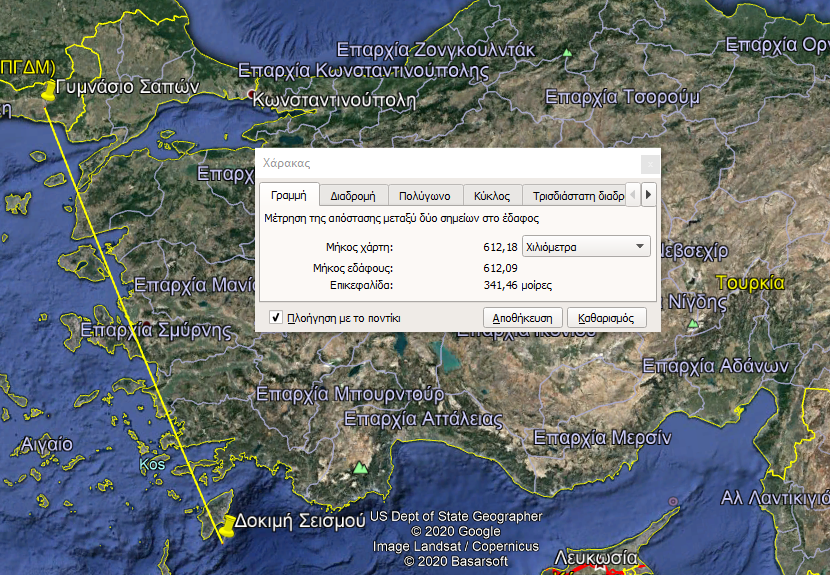 Επαρχία Ζονγκουλντάκ
Επαρχία Ορ
ΠΓΔΜ)
Επαρχία Κωνσταντινούπολης
Γυμνάσιο Σαπών
Κωνσταντινούπολη
Επαρχία Τσορούμ
Χάρακας
Επαρχ
Γραμμή
Διαδρομή
Πολύγωνο
Κύκλος
Τρισδιάστατη διαδρ
Μέτρηση της απόστασης μεταξύ δύο σημείων στο έδαφος
Μήκος χάρτη: 612,18 Χιλιόμετρα
Μήκος εδάφους: 612,09
Επικεφαλίδα: 341,46 μοίρες
Πλοήγηση με το ποντίκι
Αποθήκευση
Καθαρισμός
εβσεχίρ
Τουρκία
Επαρχία Μανί
Νίγδης
Επαρχία Σμύρνης
Επαρχία Αδάνων
Επαρχία Μπουρντούρ
Επαρχία Αττάλειας
Επαρχία Μερσίν
Αιγαίο
Kos
Αλ Λαντικιγι
Δοκιμή Σεισμού
US Dept of State Geographer
© 2020 Google
Image Landsat / Copernicus
© 2020 Basarsoft
Λευκωσία